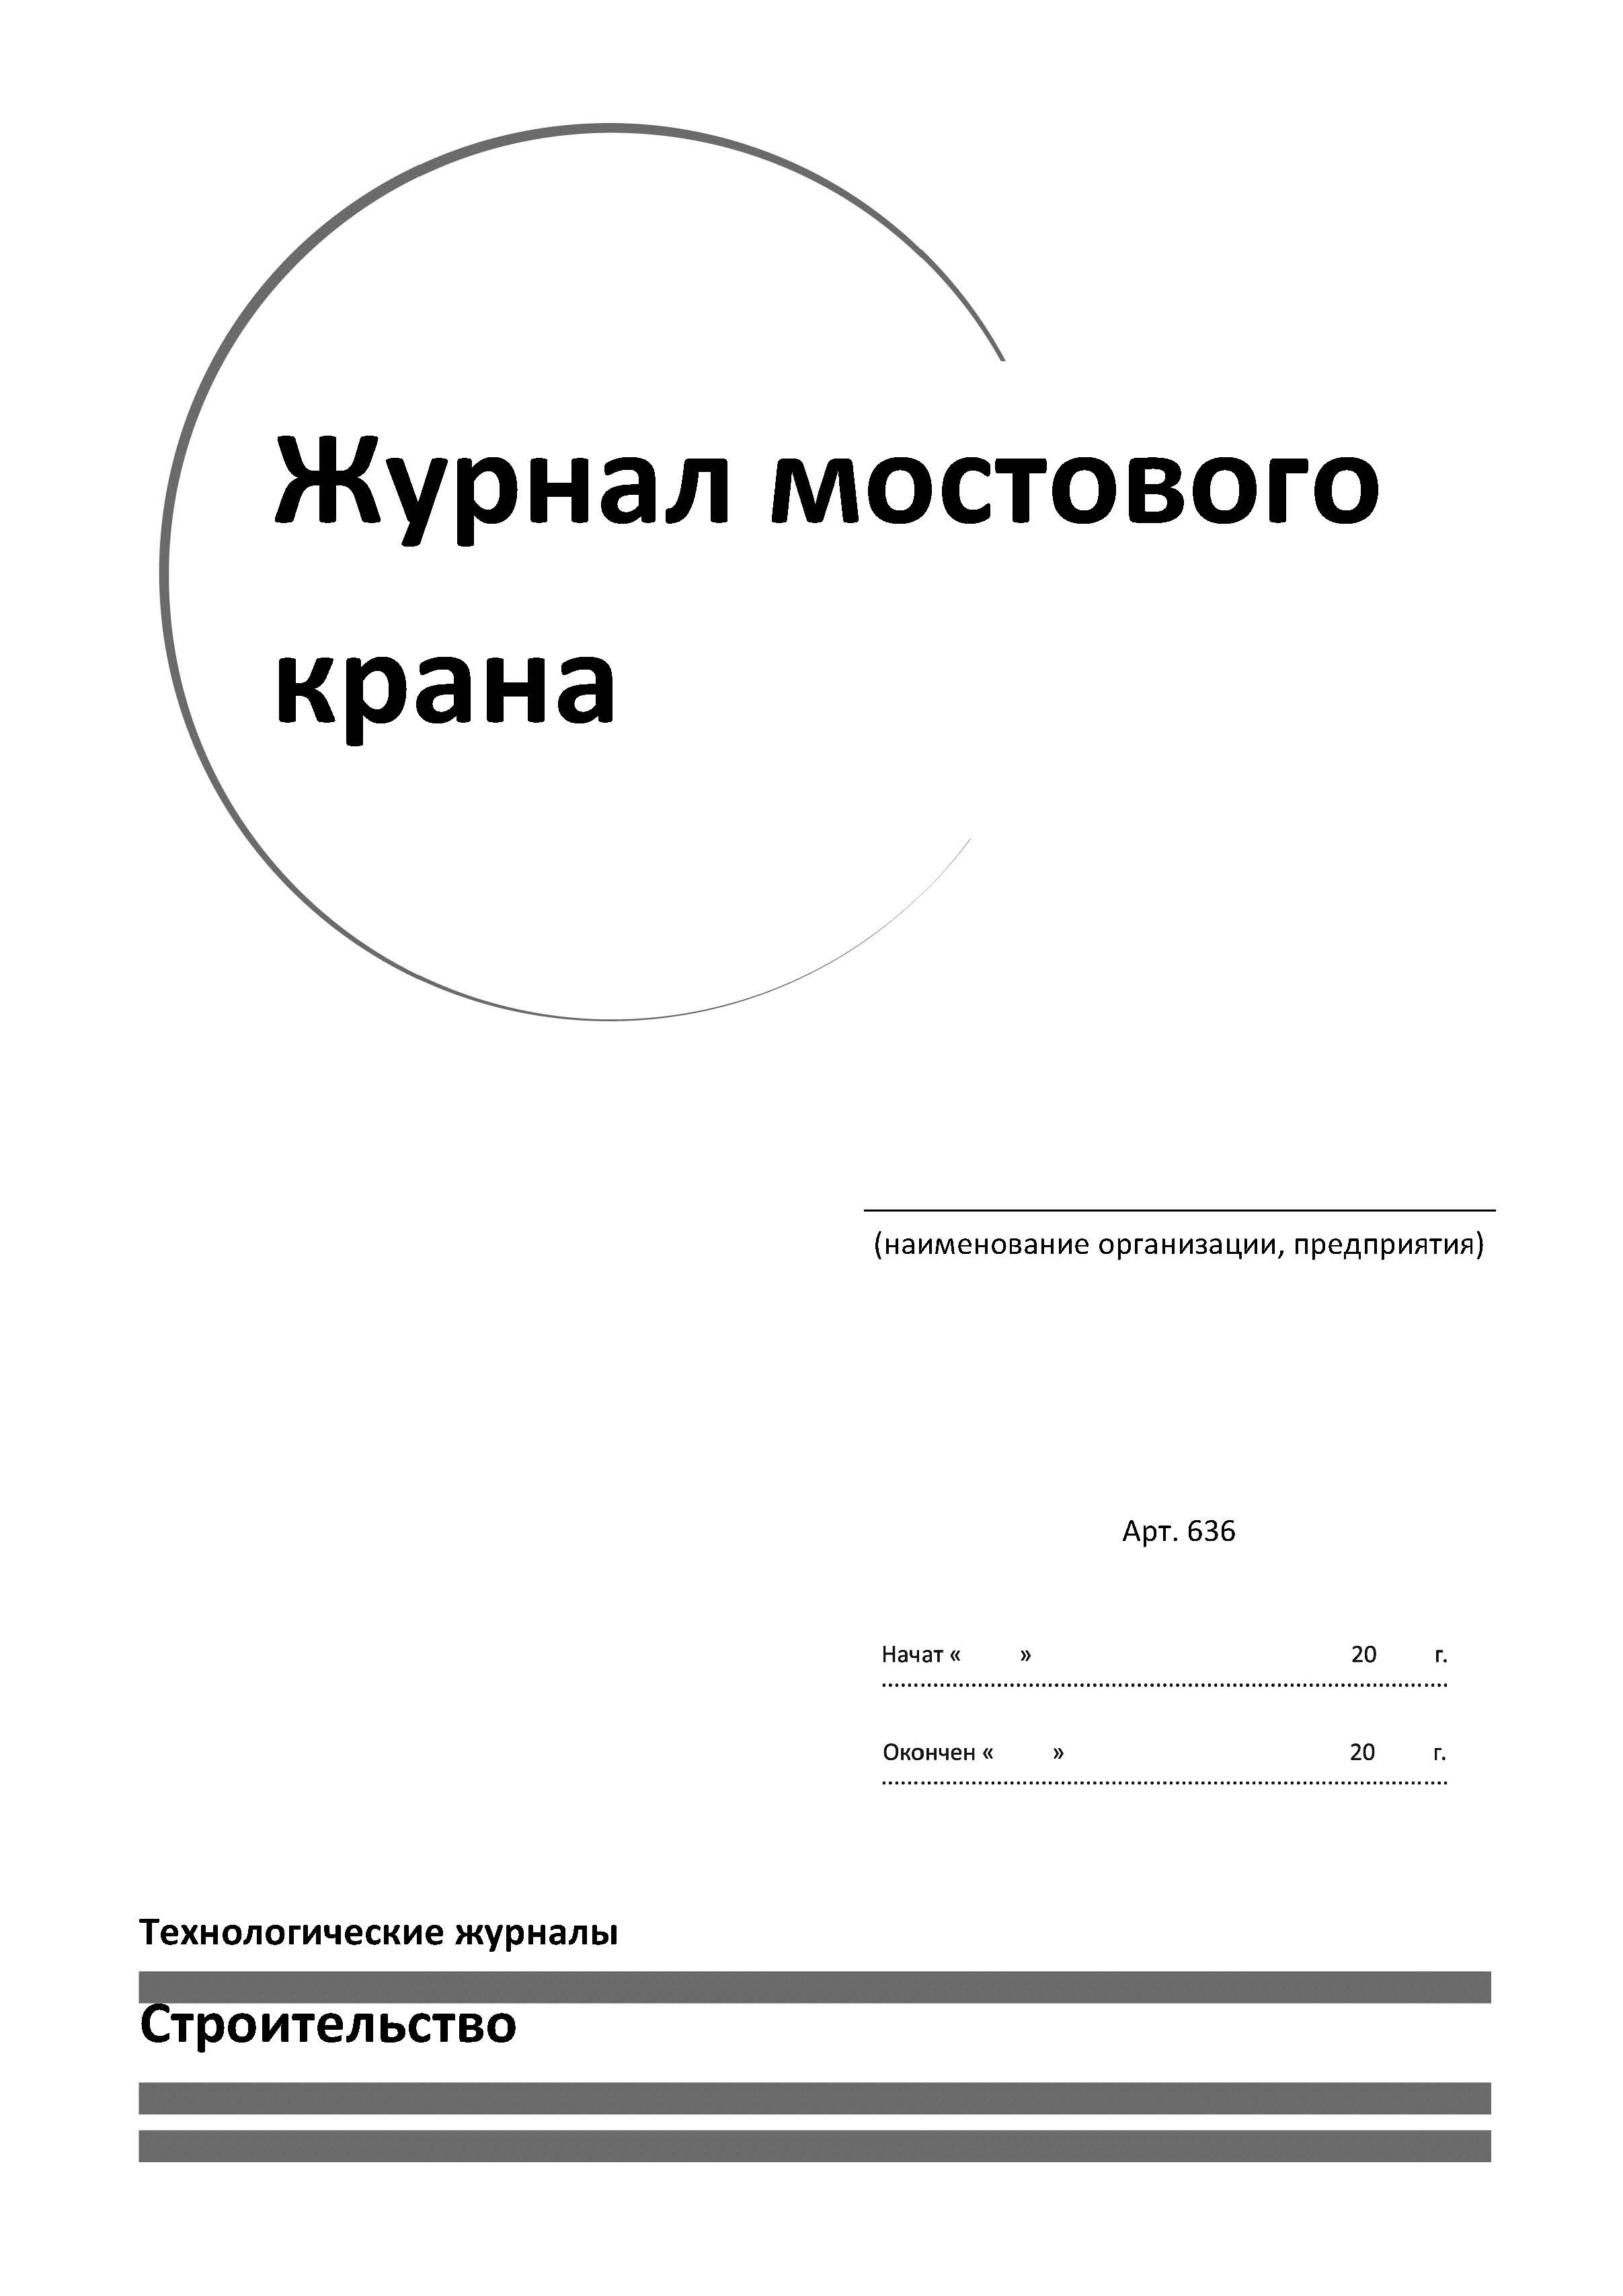 Журнал мостового
крана
(наименование организации, предприятия)
Арт. 636
Начат « » 20 г.
Окончен « » 20 г.
Технологические журналы
Строительство